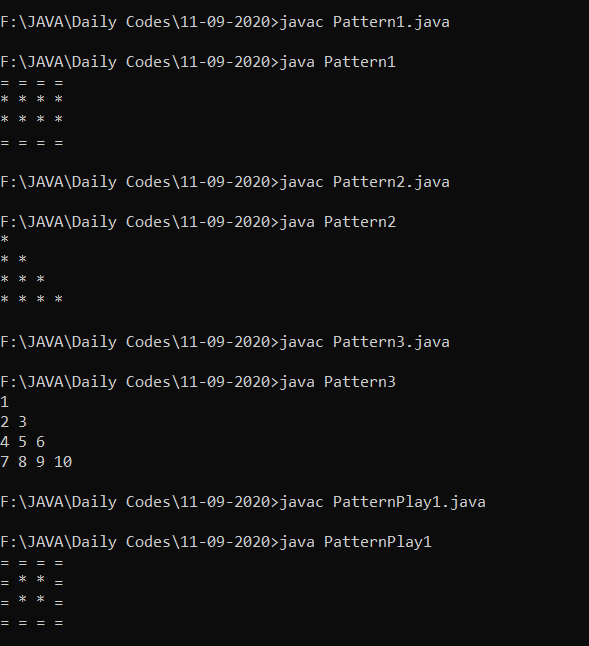 F:\JAVA\Daily Codes\11-09-2020>javac Pattern1.java
F:\JAVA\Daily Codes\11-09-2020>java Pattern1
= = = =
* * * *
* * * *
= = = =
F:\JAVA\Daily Codes\11-09-2020>javac Pattern2.java
F:\JAVA\Daily Codes\11-09-2020>java Pattern2
*
* *
* * *
* * * *
F:\JAVA\Daily Codes\11-09-2020>javac Pattern3.java
F:\JAVA\Daily Codes\11-09-2020>java Pattern3
1
2 3
4 5 6
7 8 9 10
F:\JAVA\Daily Codes\11-09-2020>javac PatternPlay1.java
F:\JAVA\Daily Codes\11-09-2020>java PatternPlay1
= = = =
= * * =
= * * =
= = = =